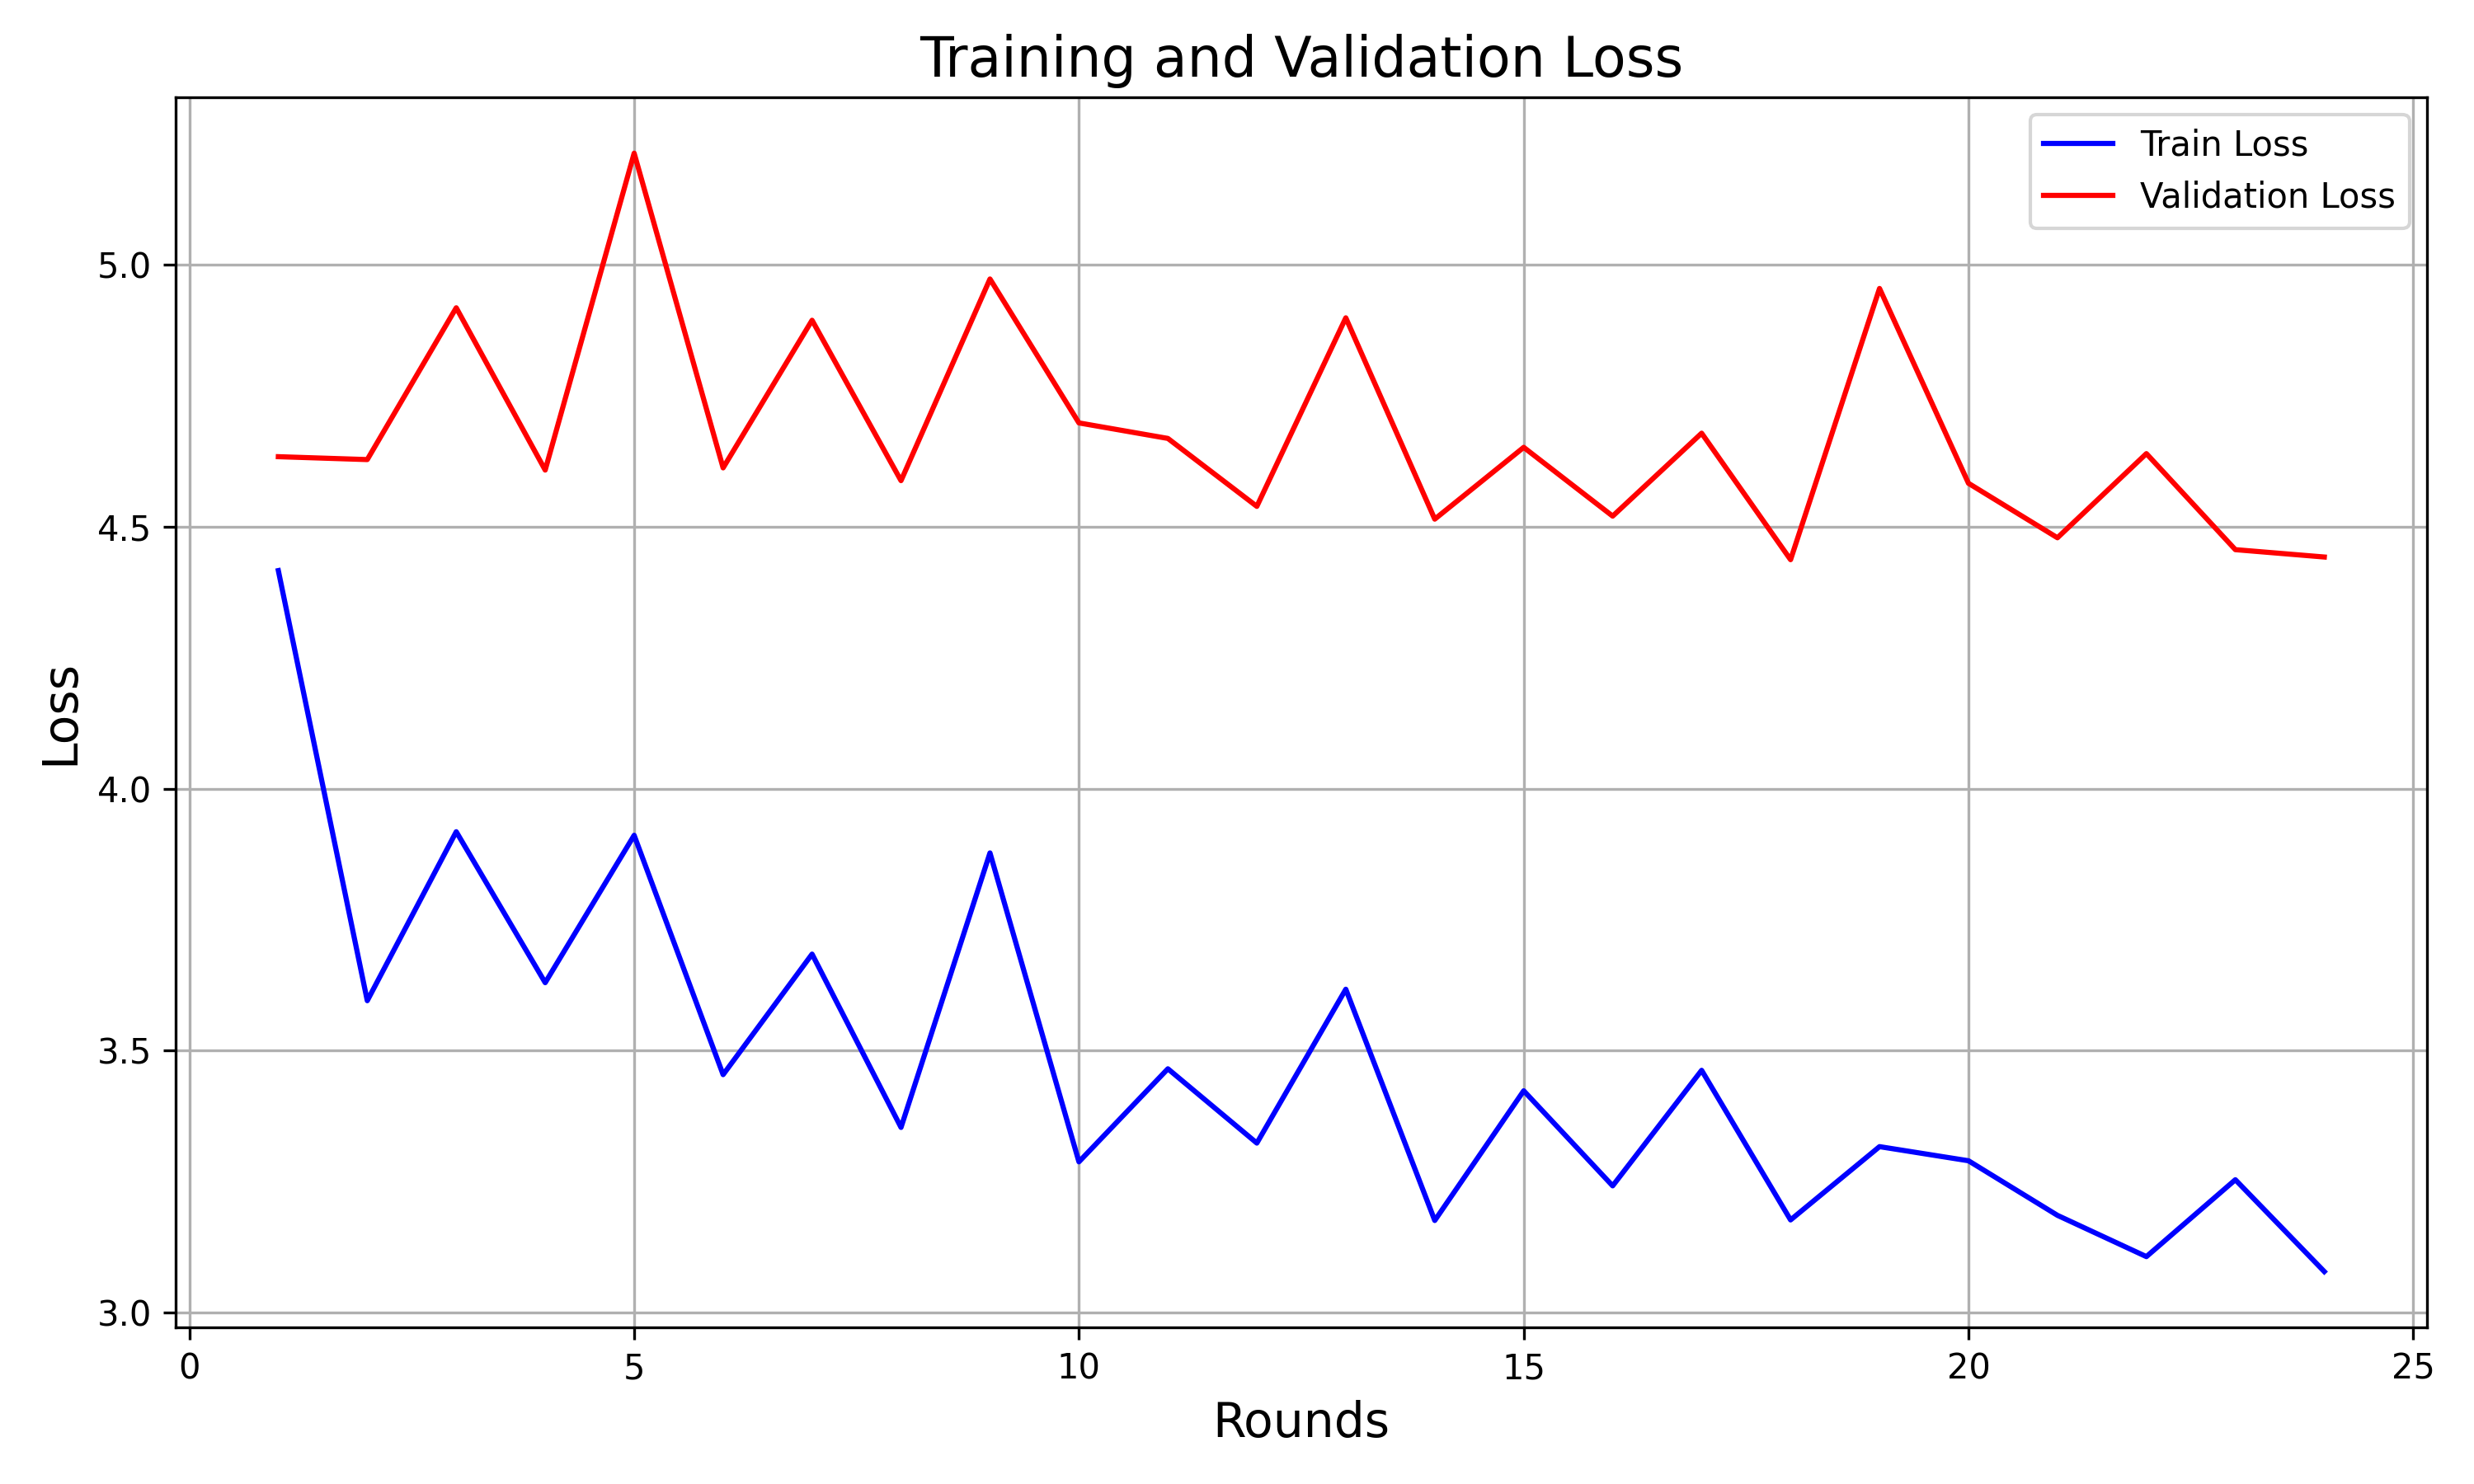 Training and Validation Loss
Train Loss
Validation Loss
5.0
4.5
4.0
3.5
3.0
Loss
0 5 10 15 20 25
Rounds